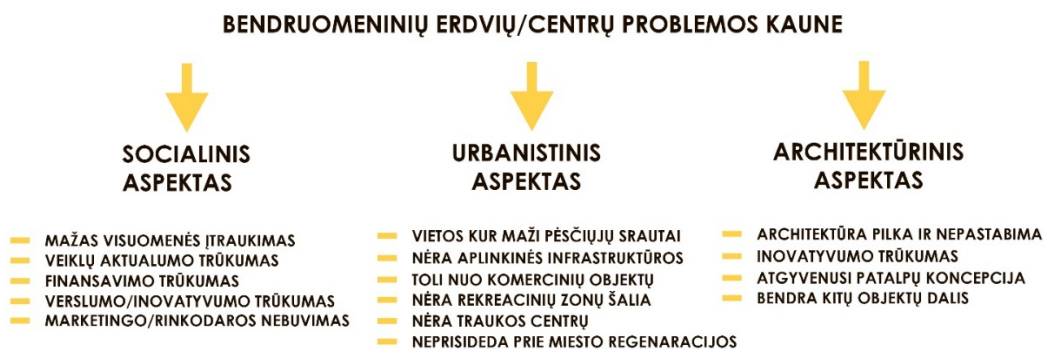 BENDRUOMENINIŲ ERDVIŲ/CENTRŲ PROBLEMOS KAUNE
SOCIALINIS
ASPEKTAS
MAŽAS VISUOMENĖS ĮTRAUKIMAS
VEIKLŲ AKTUALUMO TRŪKUMAS
FINANSAVIMO TRŪKUMAS
VERSLUMO/INOVATYVUMO TRŪKUMAS
MARKETINGO/RINKODAROS NEBUVIMAS
URBANISTINIS
ASPEKTAS
VIETOS KUR MAŽI PĖSČIŲJŲ SRAUTAI
NĖRA APLINKINĖS INFRASTRUKTŪROS
TOLI NUO KOMERCINIŲ OBJEKTŲ
NĖRA REKREACINIŲ ZONŲ ŠALIA
NĖRA TRAUKOS CENTRŲ
NEPRISIDEDA PRIE MIESTO REGENARACIJOS
ARCHITEKTŪRINIS
ASPEKTAS
ARCHITEKTŪRA PILKA IR NEPASTABIMA
INOVATYVUMO TRŪKUMAS
ATGYVENUSI PATALPŲ KONCEPCIJA
BENDRA KITŲ OBJEKTŲ DALIS